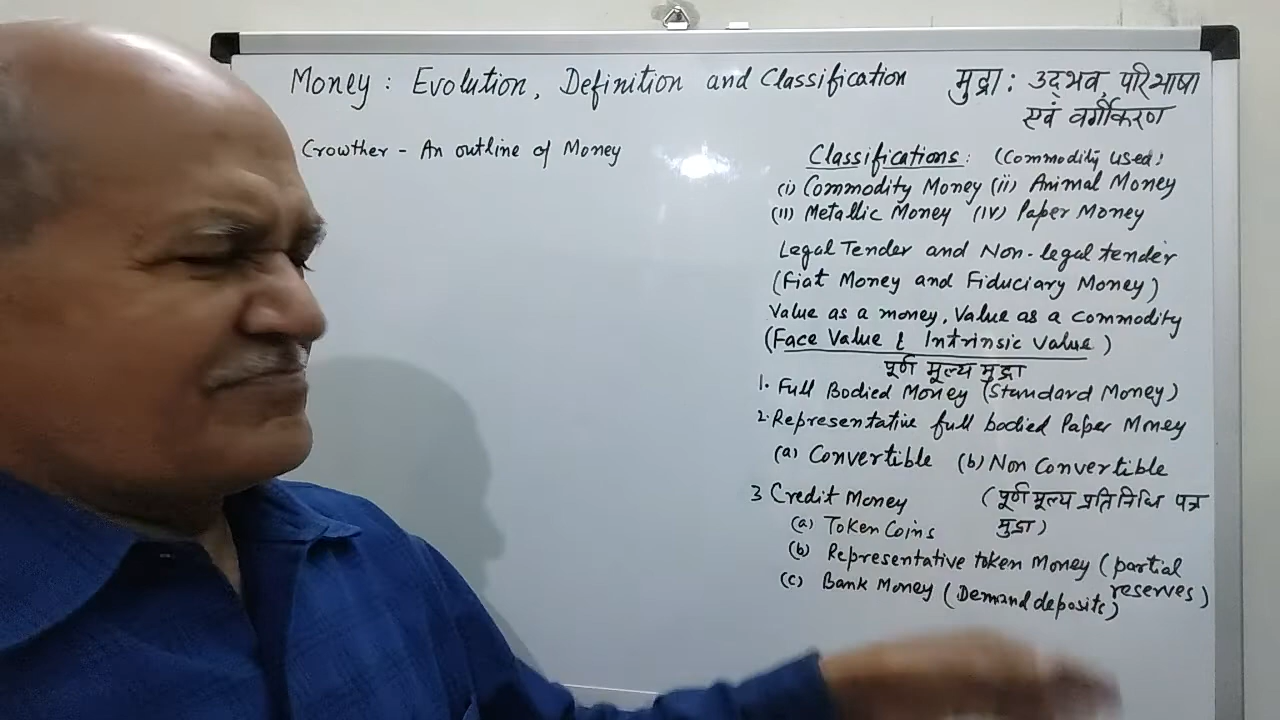 Money : Evolution, Definition and Classification
मुद्रा : उद्भव, परिभाषा
एवं वर्गीकरण
Crowther - An outline of Money
Classifications: (Commodity used)
(i) Commodity Money (ii) Animal Money
(III) Metallic Money (IV) Paper Money
Legal Tender and Non-legal tender
(Fiat Money and Fiduciary Money)
Value as a money, Value as a commodity
(Face Value & Intrinsic value)
पूर्ण मूल्य मुद्रा
1. Full Bodied Money (Standard Money)
2. Representative full bodied Paper Money
(a) Convertible (b) Non Convertible
3 Credit Money (पूर्ण मूल्य प्रतिनिधि पत्र
मुद्रा)
(a) Token Coins
(b) Representative token Money (partial
reserves)
(c) Bank Money (Demand deposits)